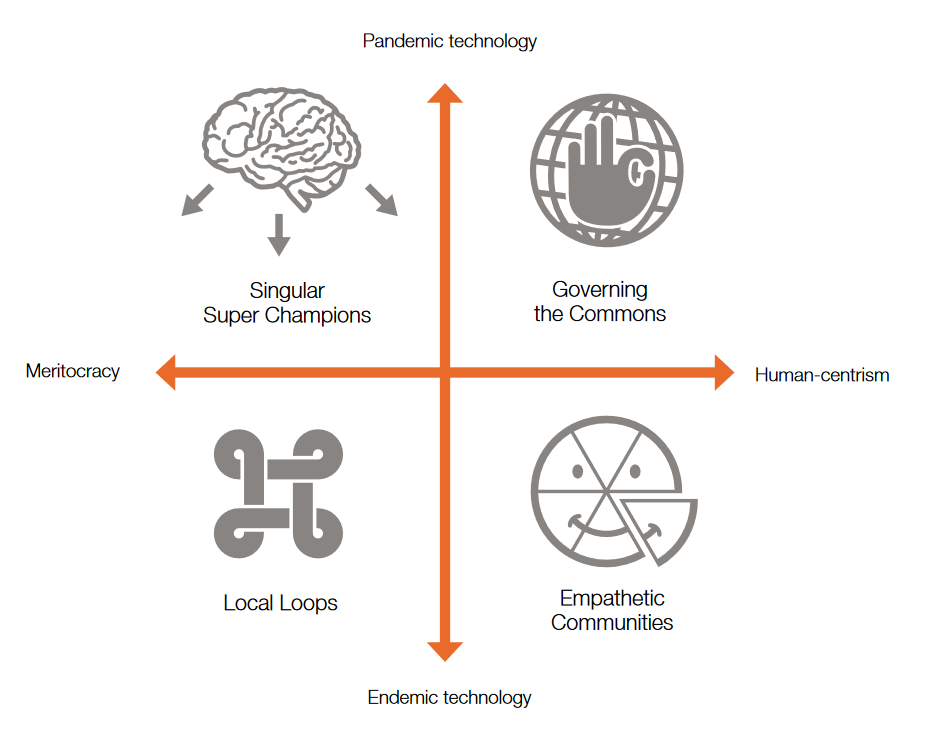 Pandemic technology
Singular
Super Champions
Governing
the Commons
Meritocracy
Human-centrism
Local Loops
Empathetic
Communities
Endemic technology